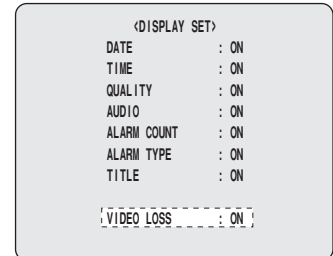 <DISPLAY SET>
DATE : ON
TIME : ON
QUALITY : ON
AUDIO : ON
ALARM COUNT : ON
ALARM TYPE : ON
TITLE : ON
VIDEO LOSS : ON